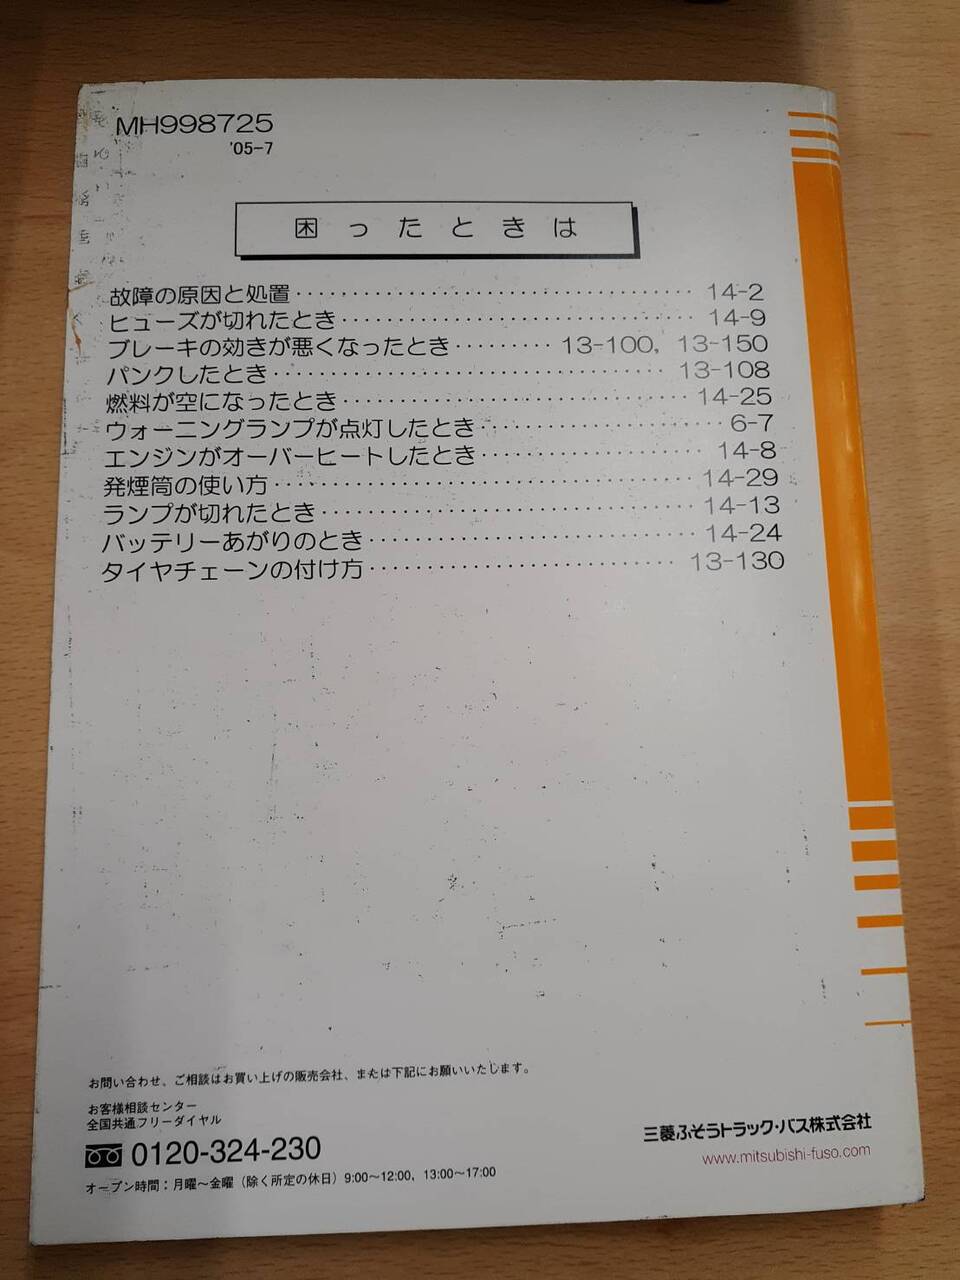 MH998725
'05-7
困ったときは
故障の原因と処置‥‥‥‥‥‥‥‥‥‥‥‥‥‥‥‥‥ 14-2
ヒューズが切れたとき‥‥‥‥‥‥‥‥‥‥‥‥‥‥‥ 14-9
ブレーキの効きが悪くなったとき‥‥‥‥ 13-100, 13-150
パンクしたとき‥‥‥‥‥‥‥‥‥‥‥‥‥‥‥‥‥ 13-108
燃料が空になったとき‥‥‥‥‥‥‥‥‥‥‥‥‥‥‥ 14-25
ウォーニングランプが点灯したとき‥‥‥‥‥‥‥‥‥‥ 6-7
エンジンがオーバーヒートしたとき‥‥‥‥‥‥‥‥‥‥ 14-8
発煙筒の使い方‥‥‥‥‥‥‥‥‥‥‥‥‥‥‥‥‥‥ 14-29
ランプが切れたとき‥‥‥‥‥‥‥‥‥‥‥‥‥‥‥‥ 14-13
バッテリーあがりのとき‥‥‥‥‥‥‥‥‥‥‥‥‥‥ 14-24
タイヤチェーンの付け方‥‥‥‥‥‥‥‥‥‥‥‥‥ 13-130
お問い合わせ、ご相談はお買い上げの販売会社、または下記にお願いいたします。
お客様相談センター
全国共通フリーダイヤル
0120-324-230
オープン時間：月曜～金曜（除く所定の休日）9:00～12:00，13:00～17:00
三菱ふそうトラック・バス株式会社
www.mitsubishi-fuso.com